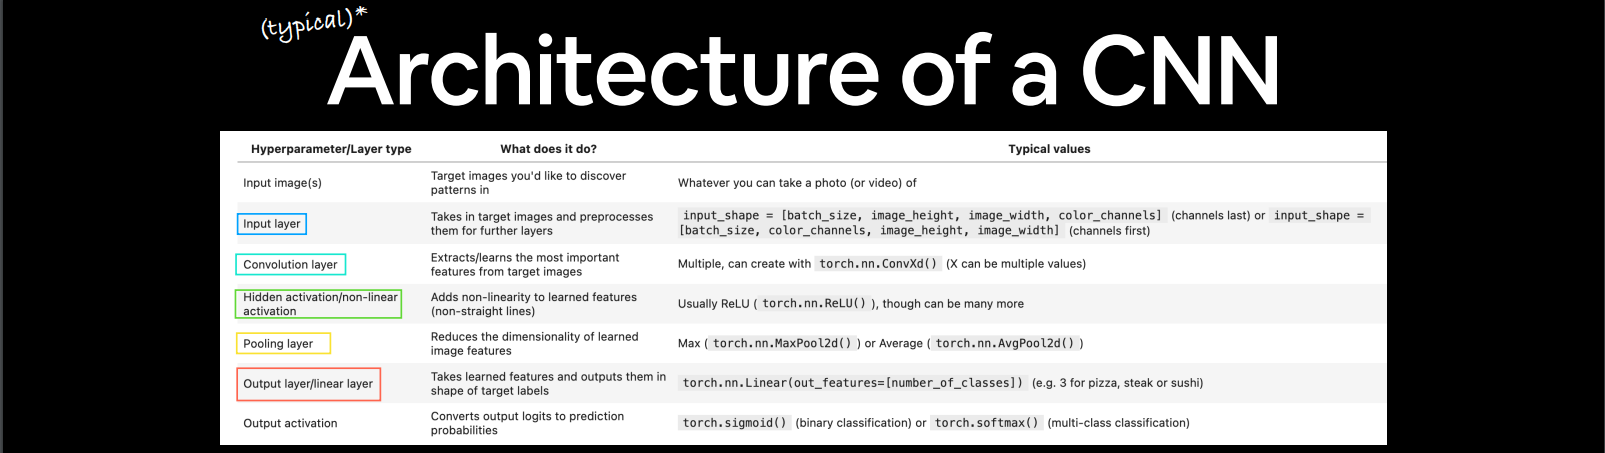 (typical)*
Architecture of a CNN
Hyperparameter/Layer type What does it do? Typical values
Input image(s) Target images you'd like to discover patterns in Whatever you can take a photo (or video) of
Input layer Takes in target images and preprocesses them for further layers input_shape = [batch_size, image_height, image_width, color_channels] (channels last) or input_shape = [batch_size, color_channels, image_height, image_width] (channels first)
Convolution layer Extracts/learns the most important features from target images Multiple, can create with torch.nn.ConvXd() (X can be multiple values)
Hidden activation/non-linear activation Adds non-linearity to learned features (non-straight lines) Usually ReLU ( torch.nn.ReLU() ), though can be many more
Pooling layer Reduces the dimensionality of learned image features Max ( torch.nn.MaxPool2d() ) or Average ( torch.nn.AvgPool2d() )
Output layer/linear layer Takes learned features and outputs them in shape of target labels torch.nn.Linear(out_features=[number_of_classes]) (e.g. 3 for pizza, steak or sushi)
Output activation Converts output logits to prediction probabilities torch.sigmoid() (binary classification) or torch.softmax() (multi-class classification)